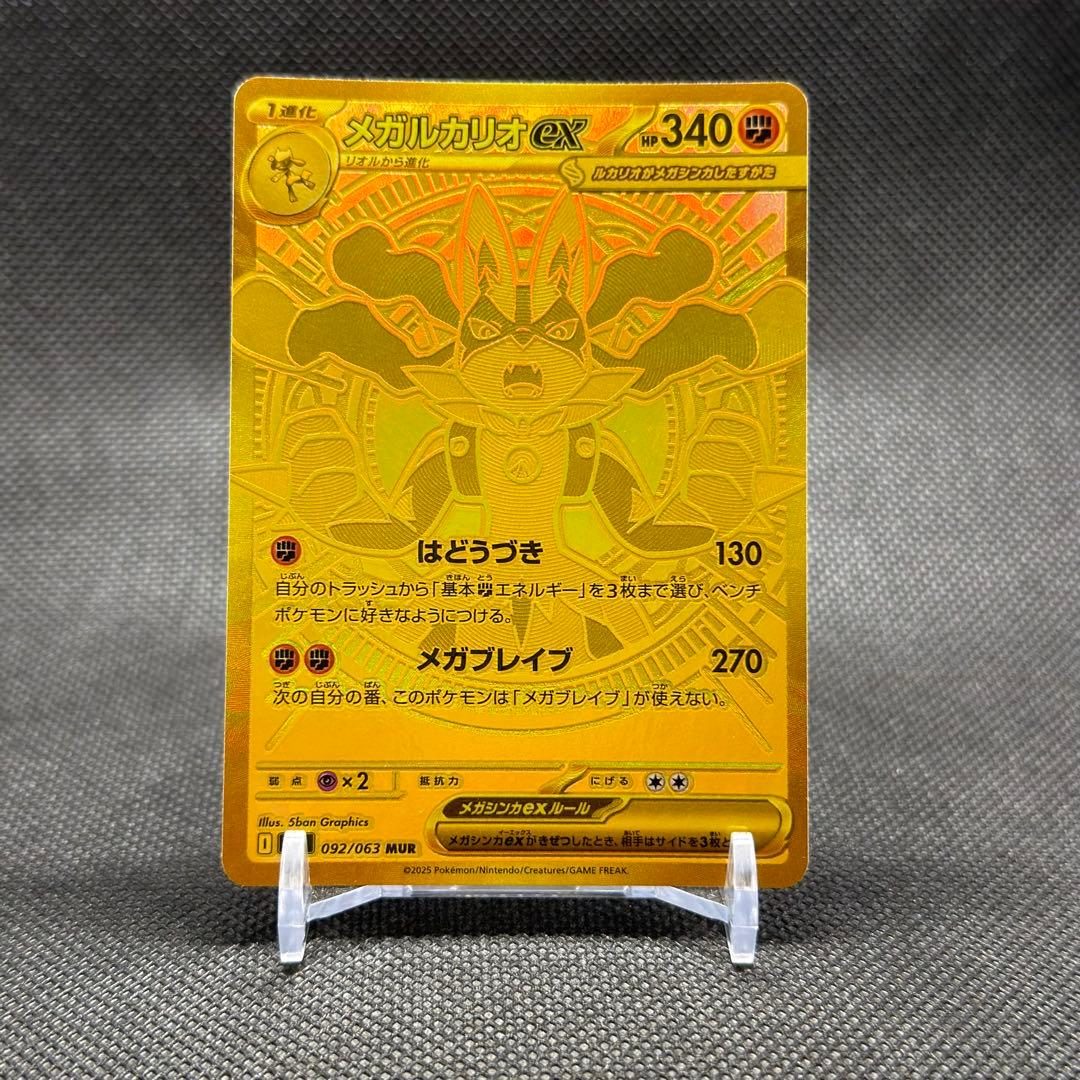 1進化
メガルカリオex
HP 340
リオルから進化
ルカリオがメガシンカしたすがた
はどうづき 130
自分のトラッシュから「基本エネルギー」を3枚まで選び、ベンチ
ポケモンに好きなようにつける。
メガブレイブ 270
次の自分の番、このポケモンは「メガブレイブ」が使えない。
弱点 ×2 抵抗力 にげる
メガシンカexルール
メガシンカexがきぜつしたとき、相手はサイドを3枚と
Illus. 5ban Graphics
I 092/063 MUR
©2025 Pokémon/Nintendo/Creatures/GAME FREAK.